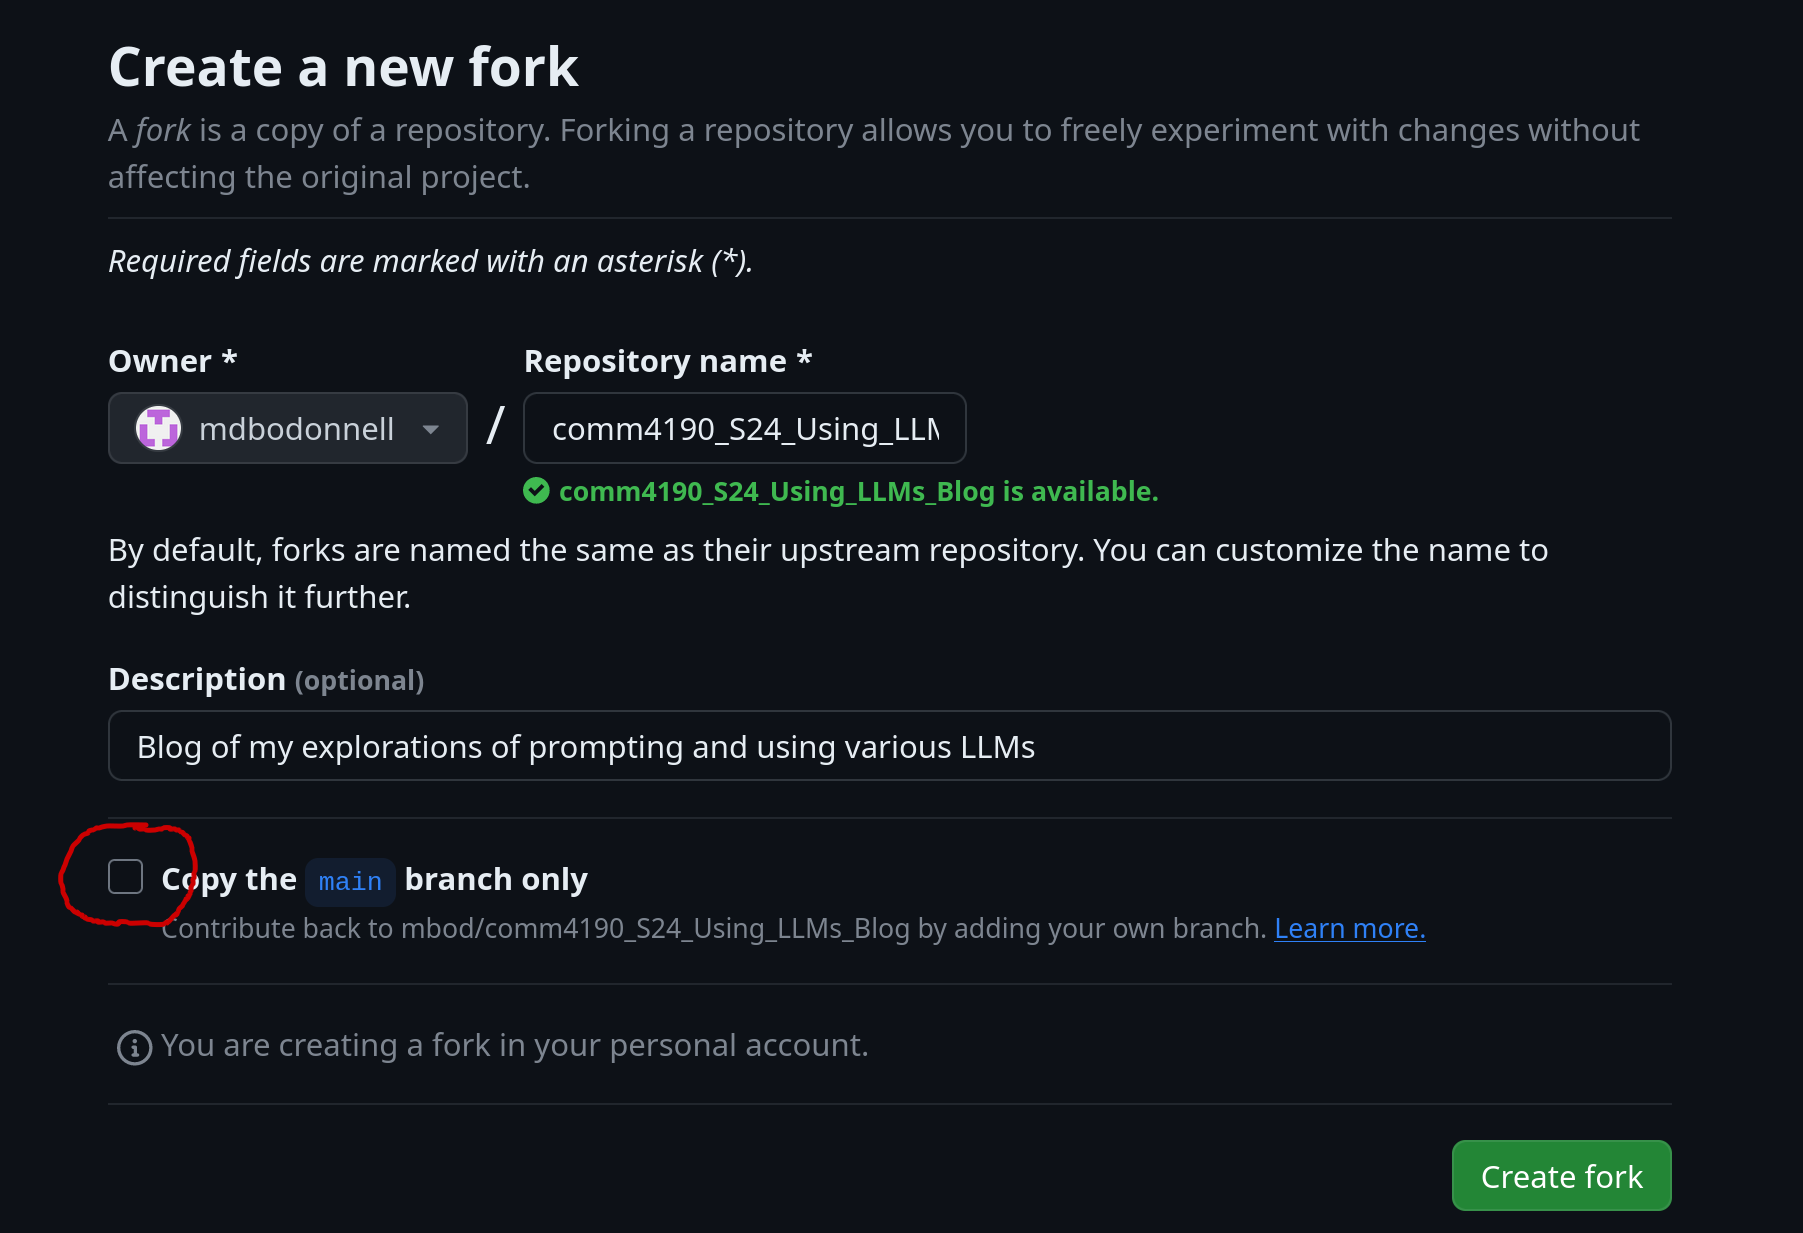 Create a new fork
A fork is a copy of a repository. Forking a repository allows you to freely experiment with changes without
affecting the original project.
Required fields are marked with an asterisk (*).
Owner *
Repository name *
mdbodonnell
/
comm4190_S24_Using_LLM
comm4190_S24_Using_LLMs_Blog is available.
By default, forks are named the same as their upstream repository. You can customize the name to
distinguish it further.
Description (optional)
Blog of my explorations of prompting and using various LLMs
Copy the main branch only
Contribute back to mbod/comm4190_S24_Using_LLMs_Blog by adding your own branch. Learn more.
You are creating a fork in your personal account.
Create fork